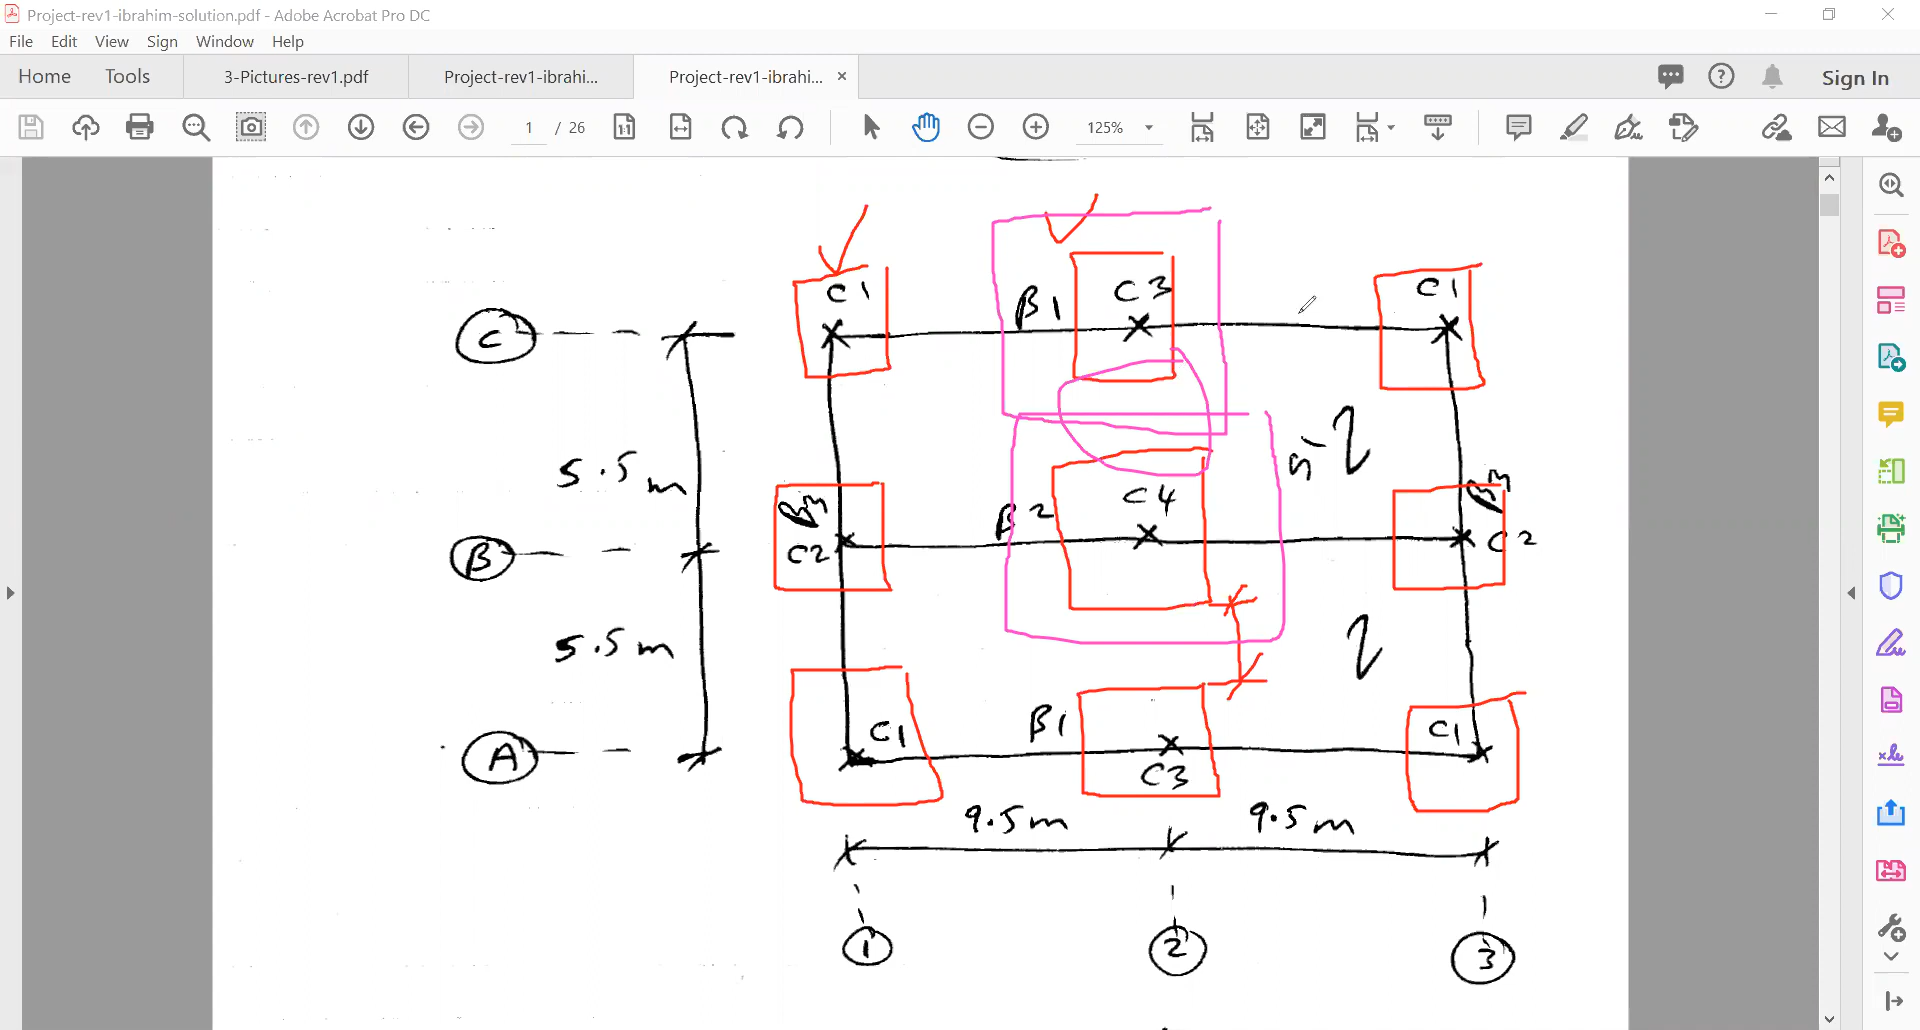 Project-rev1-ibrahim-solution.pdf - Adobe Acrobat Pro DC
File Edit View Sign Window Help
Home Tools 3-Pictures-rev1.pdf Project-rev1-ibrahi... Project-rev1-ibrahi... × Sign In
1 / 26 125%
C1 B1 C3 C1
C
5.5m
B3 B2 C4 B3
B C2 C2
5.5m
B1
C1 C1
A C3
9.5m 9.5m
1 2 3